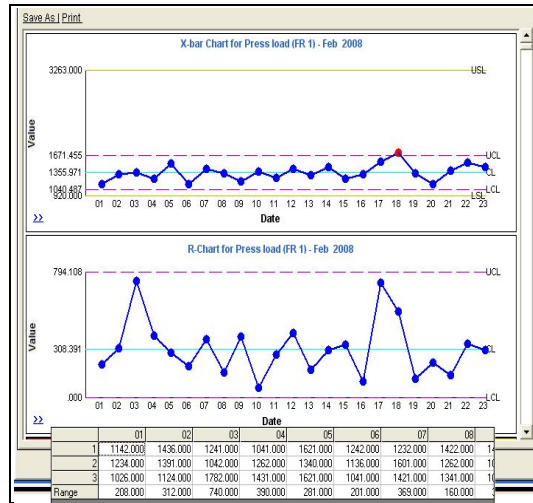 Save As | Print
X-bar Chart for Press load (FR 1) - Feb 2008
3263.000 USL
Value
1671.455 UCL
1355.971 CL
1040.487 LCL
920.000 LSL
01 02 03 04 05 06 07 08 09 10 11 12 13 14 15 16 17 18 19 20 21 22 23
>> Date
R-Chart for Press load (FR 1) - Feb 2008
794.108 UCL
Value
308.391 CL
.000 LCL
01 02 03 04 05 06 07 08 09 10 11 12 13 14 15 16 17 18 19 20 21 22 23
>> Date
01 02 03 04 05 06 07 08
1 1142.000 1436.000 1241.000 1041.000 1621.000 1242.000 1232.000 1422.000
2 1234.000 1391.000 1042.000 1262.000 1340.000 1136.000 1601.000 1262.000
3 1026.000 1124.000 1782.000 1431.000 1621.000 1041.000 1421.000 1341.000
Range 208.000 312.000 740.000 390.000 281.000 201.000 369.000 160.000